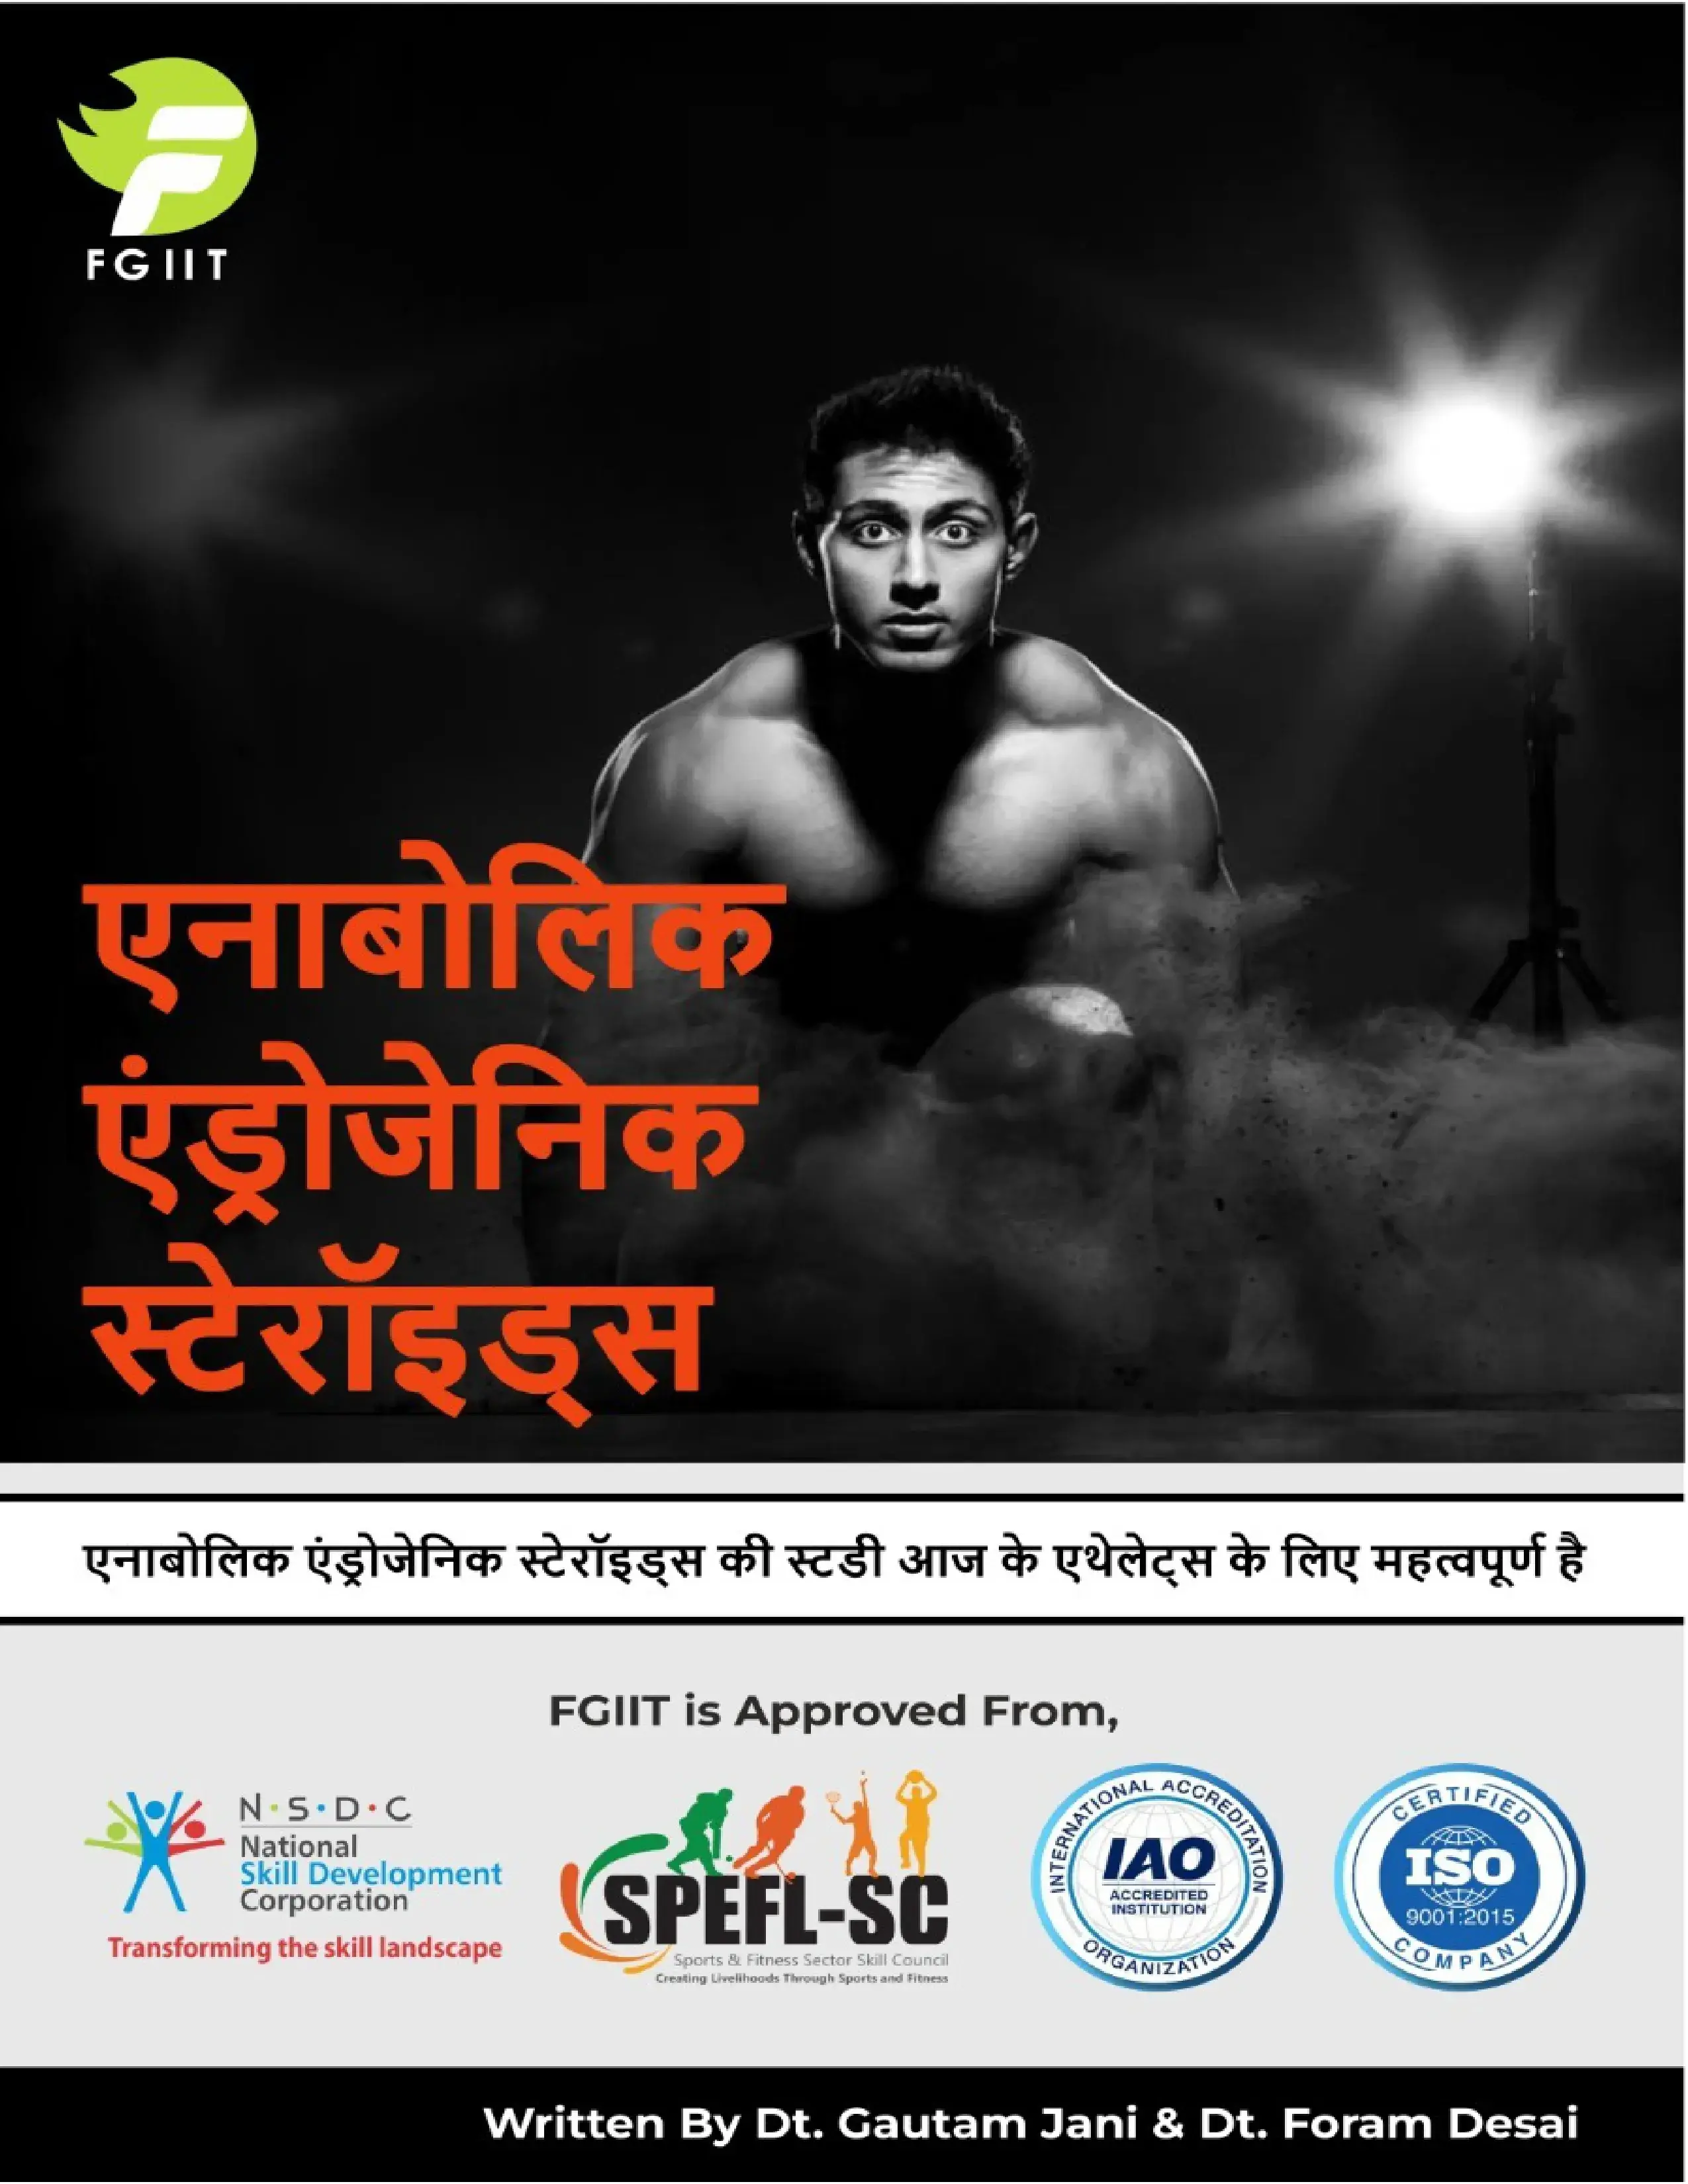 FGIIT
एनाबोलिक
एंड्रोजेनिक
स्टेरॉइड्स
एनाबोलिक एंड्रोजेनिक स्टेरॉइड्स की स्टडी आज के एथेलेट्स के लिए महत्वपूर्ण है
FGIIT is Approved From,
N·S·D·C
National
Skill Development
Corporation
Transforming the skill landscape
SPEFL-SC
Sports & Fitness Sector Skill Council
Creating Livelihoods Through Sports and Fitness
INTERNATIONAL ACCREDITATION
IAO
ACCREDITED
INSTITUTION
ORGANIZATION
CERTIFIED
ISO
9001:2015
COMPANY
Written By Dt. Gautam Jani & Dt. Foram Desai